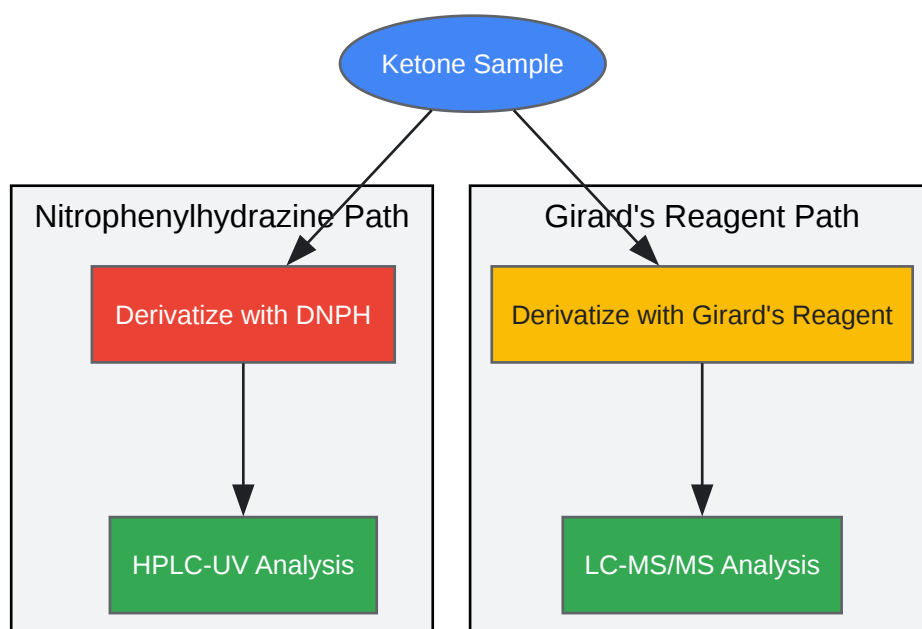 Ketone Sample
Nitrophenylhydrazine Path
Girard's Reagent Path
Derivatize with DNPH
Derivatize with Girard's Reagent
HPLC-UV Analysis
LC-MS/MS Analysis